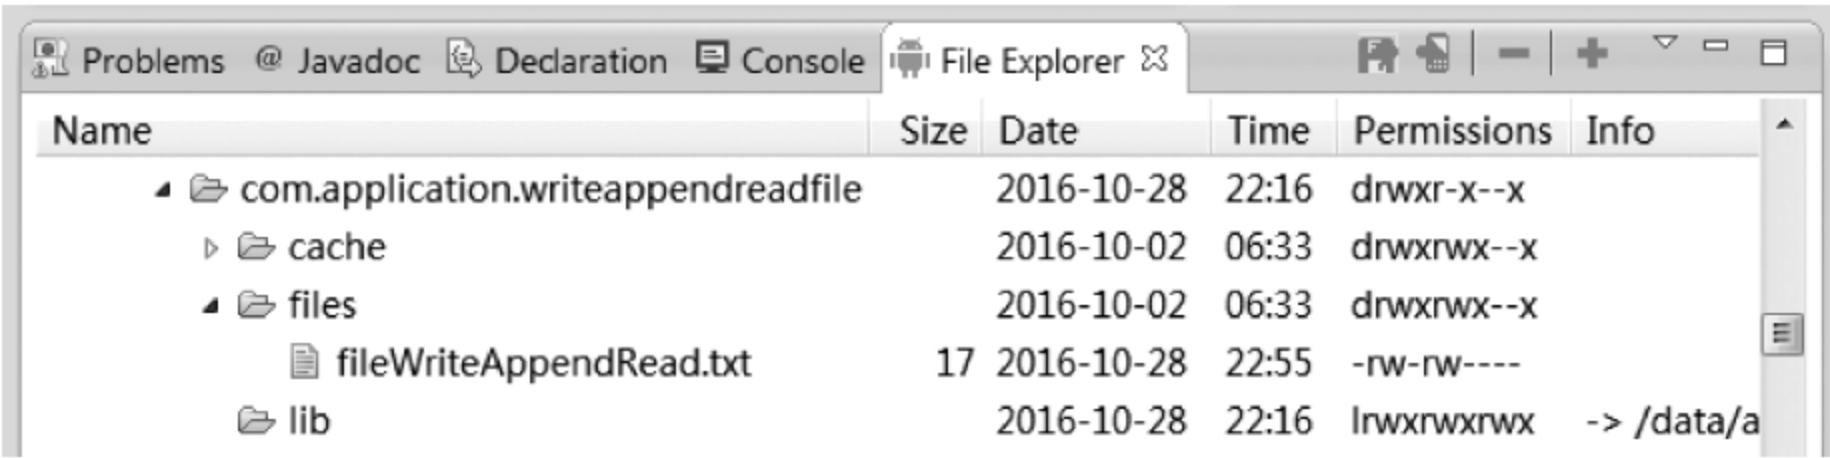 Problems @ Javadoc Declaration Console File Explorer
Name Size Date Time Permissions Info
com.application.writeappendreadfile 2016-10-28 22:16 drwxr-x--x
cache 2016-10-02 06:33 drwxrwx--x
files 2016-10-02 06:33 drwxrwx--x
fileWriteAppendRead.txt 17 2016-10-28 22:55 -rw-rw----
lib 2016-10-28 22:16 lrwxrwxrwx -> /data/a